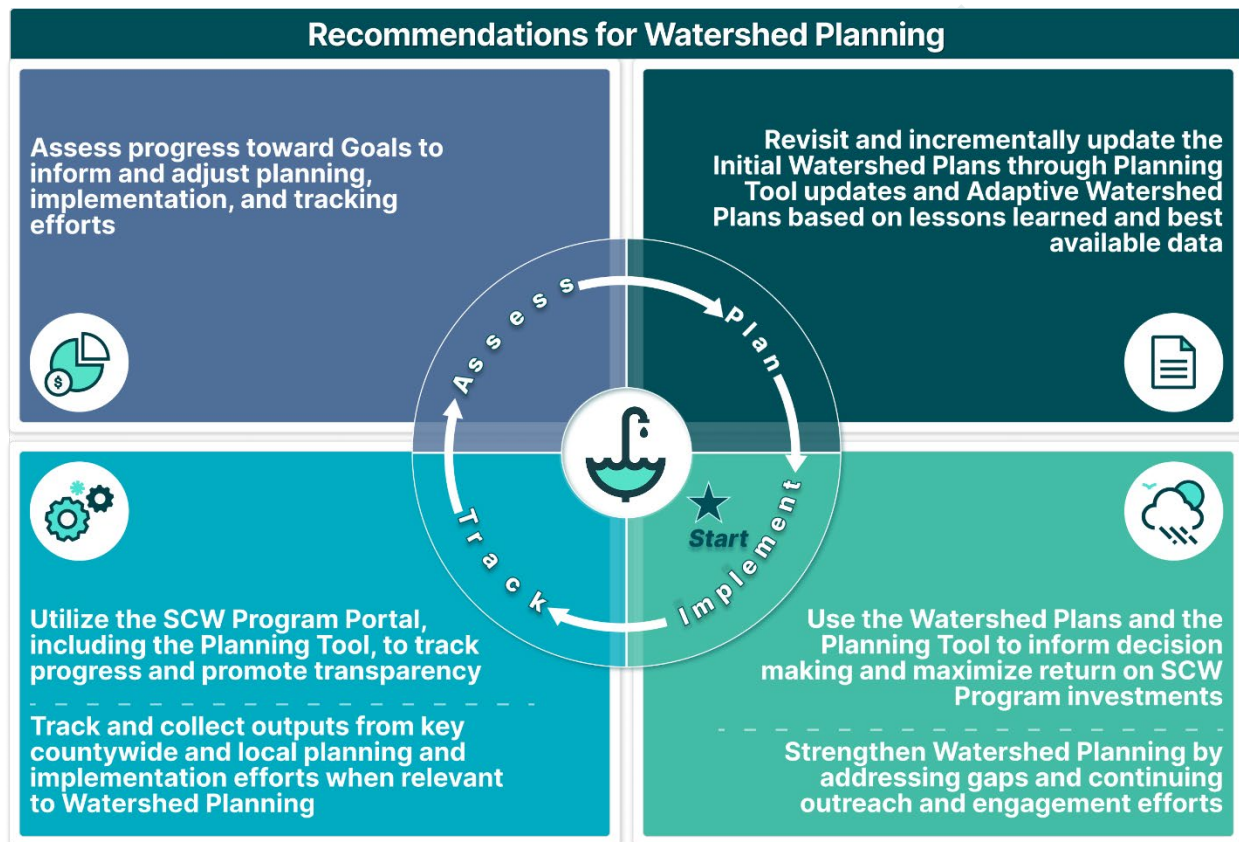 Recommendations for Watershed Planning
Assess progress toward Goals to
inform and adjust planning,
implementation, and tracking
efforts
Revisit and incrementally update the
Initial Watershed Plans through Planning
Tool updates and Adaptive Watershed
Plans based on lessons learned and best
available data
Assess
Plan
$
Track
Implement
Start
Utilize the SCW Program Portal,
including the Planning Tool, to track
progress and promote transparency
Track and collect outputs from key
countywide and local planning and
implementation efforts when relevant
to Watershed Planning
Use the Watershed Plans and the
Planning Tool to inform decision
making and maximize return on SCW
Program investments
Strengthen Watershed Planning by
addressing gaps and continuing
outreach and engagement efforts